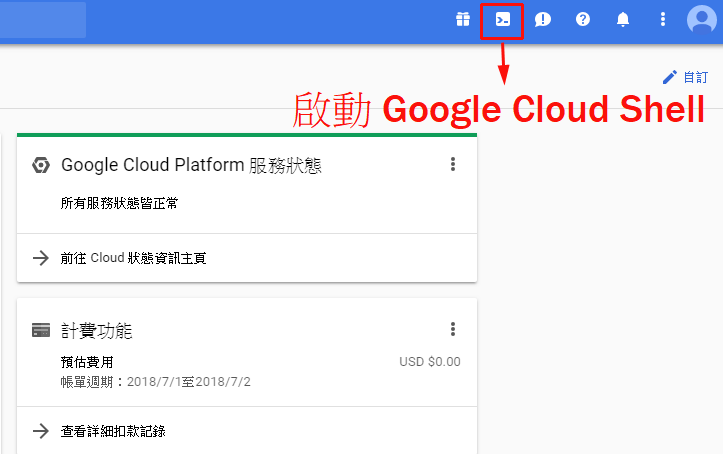 自訂
啟動 Google Cloud Shell
Google Cloud Platform 服務狀態
所有服務狀態皆正常
前往 Cloud 狀態資訊主頁
計費功能
預估費用 USD $0.00
帳單週期：2018/7/1至2018/7/2
查看詳細扣款記錄